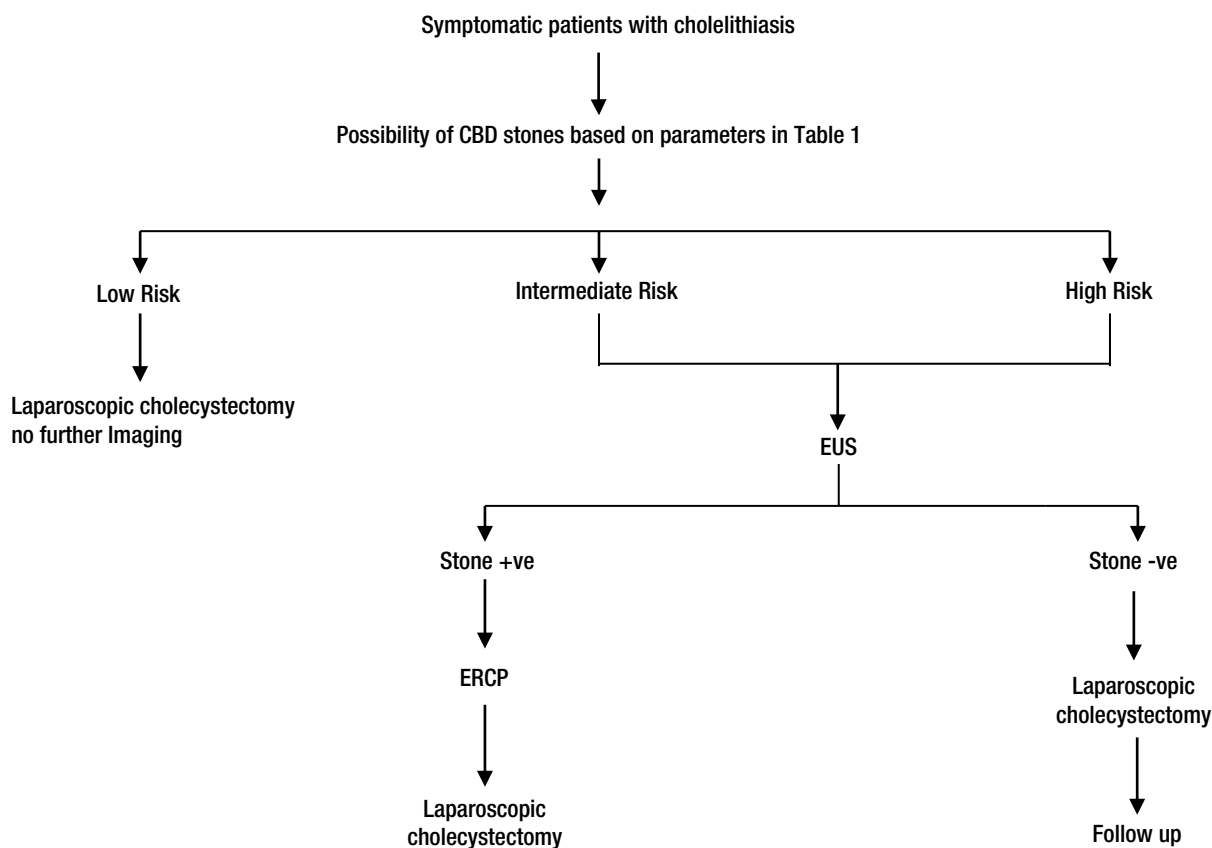 Symptomatic patients with cholelithiasis
Possibility of CBD stones based on parameters in Table 1
Low Risk
Intermediate Risk
High Risk
Laparoscopic cholecystectomy
no further Imaging
EUS
Stone +ve
Stone -ve
ERCP
Laparoscopic
cholecystectomy
Laparoscopic
cholecystectomy
Follow up